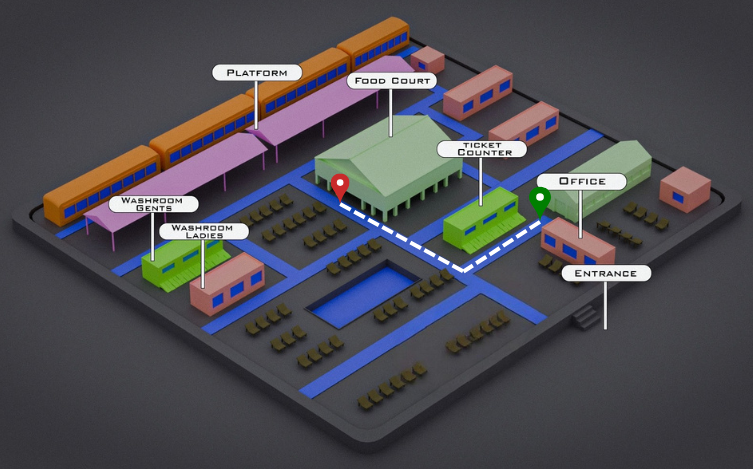 PLATFORM
FOOD COURT
TICKET
COUNTER
OFFICE
WASHROOM
GENTS
WASHROOM
LADIES
ENTRANCE